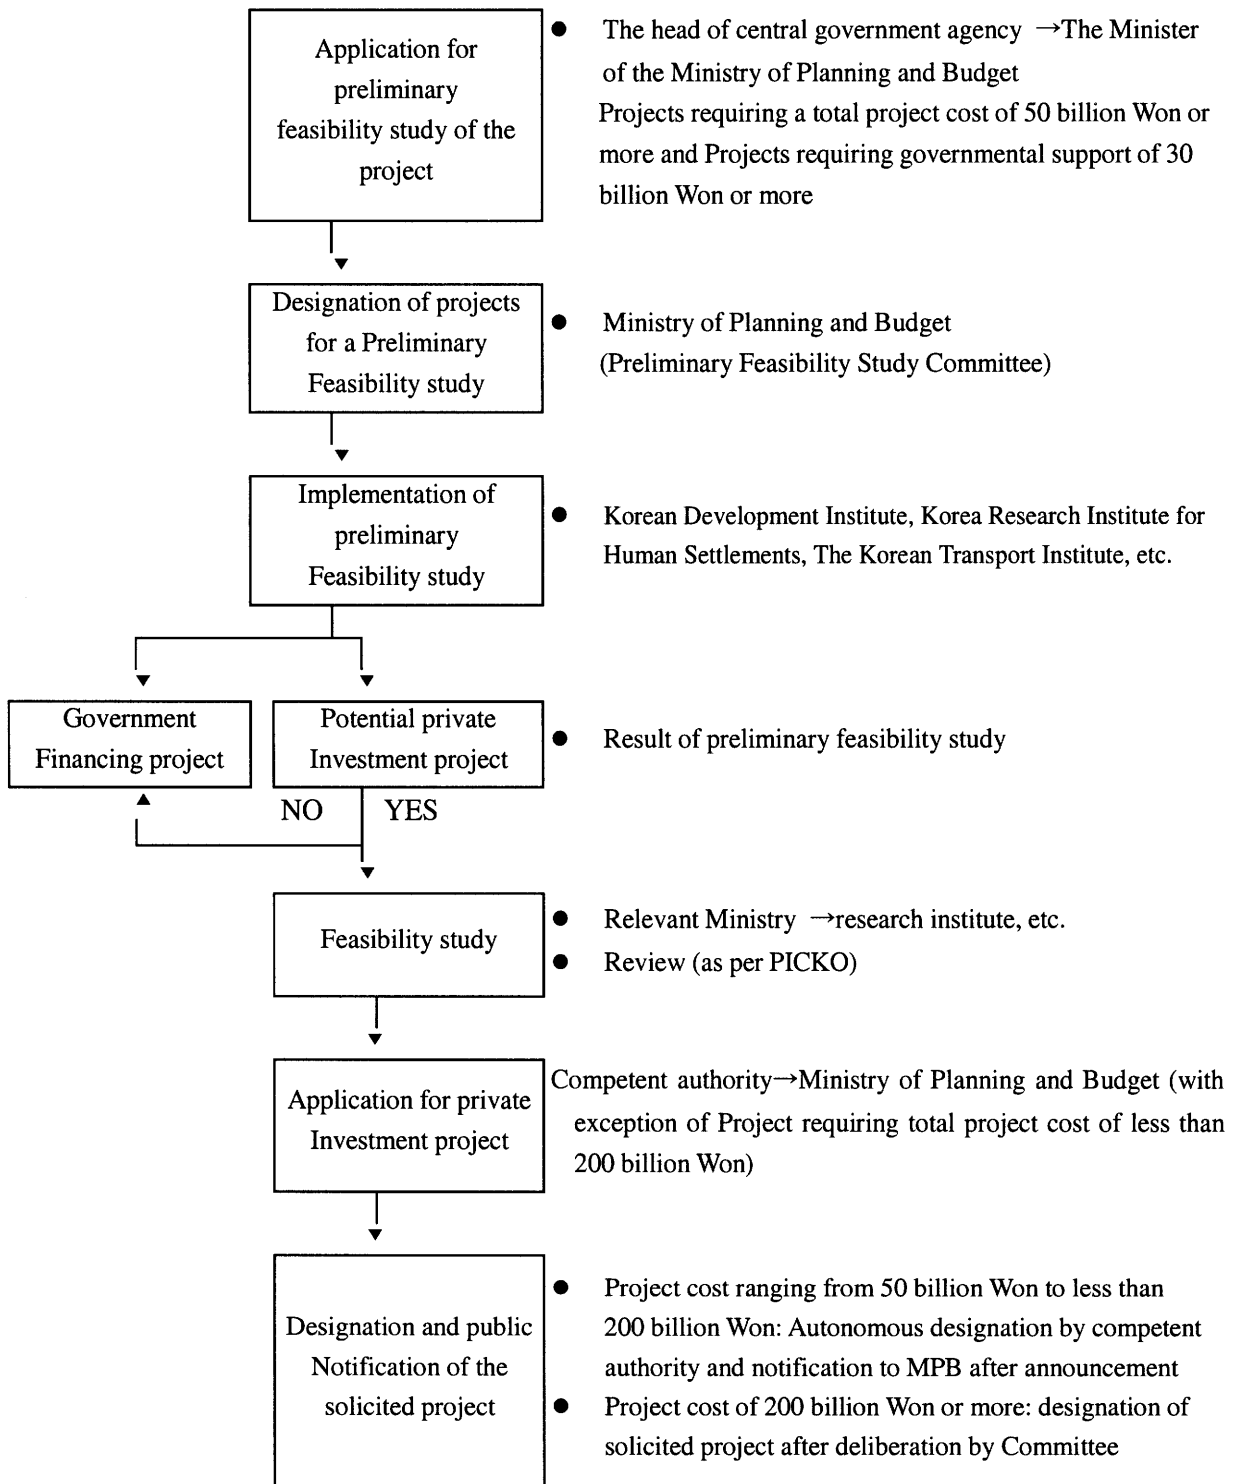 Application for
preliminary
feasibility study of the
project
● The head of central government agency →The Minister
of the Ministry of Planning and Budget
Projects requiring a total project cost of 50 billion Won or
more and Projects requiring governmental support of 30
billion Won or more
Designation of projects
for a Preliminary
Feasibility study
● Ministry of Planning and Budget
(Preliminary Feasibility Study Committee)
Implementation of
preliminary
Feasibility study
● Korean Development Institute, Korea Research Institute for
Human Settlements, The Korean Transport Institute, etc.
Government
Financing project
Potential private
Investment project
● Result of preliminary feasibility study
NO YES
Feasibility study
● Relevant Ministry →research institute, etc.
● Review (as per PICKO)
Application for private
Investment project
Competent authority→Ministry of Planning and Budget (with
exception of Project requiring total project cost of less than
200 billion Won)
Designation and public
Notification of the
solicited project
● Project cost ranging from 50 billion Won to less than
200 billion Won: Autonomous designation by competent
authority and notification to MPB after announcement
● Project cost of 200 billion Won or more: designation of
solicited project after deliberation by Committee